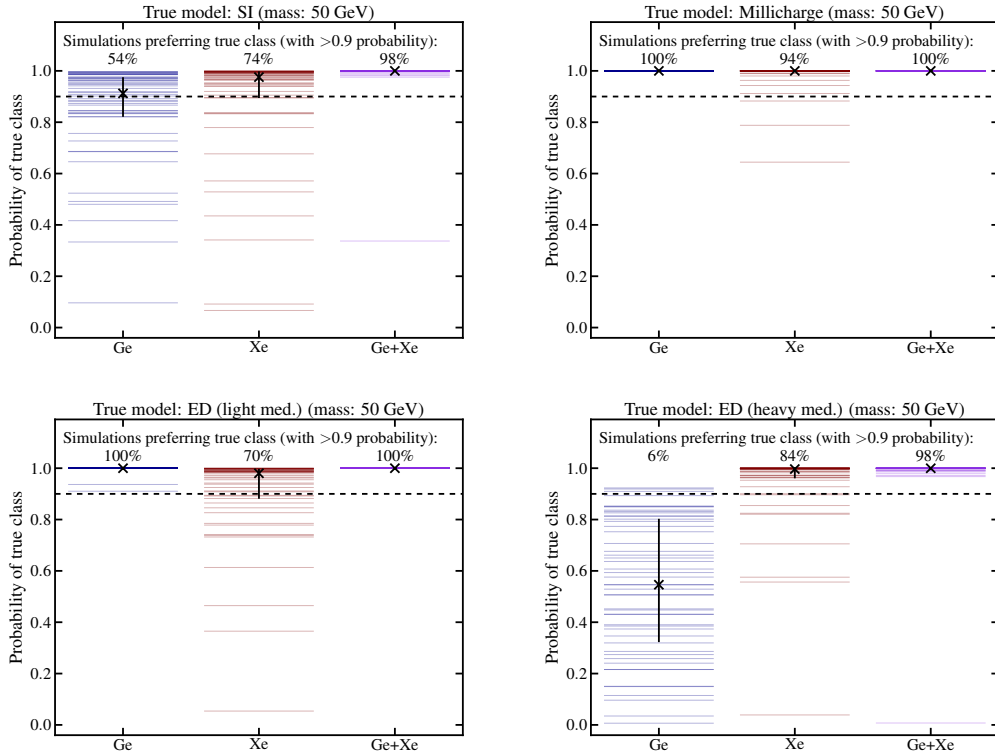 True model: SI (mass: 50 GeV)
Simulations preferring true class (with >0.9 probability):
54% 74% 98%
1.0
0.8
0.6
0.4
0.2
0.0
Probability of true class
Ge Xe Ge+Xe
True model: Millicharge (mass: 50 GeV)
Simulations preferring true class (with >0.9 probability):
100% 94% 100%
1.0
0.8
0.6
0.4
0.2
0.0
Probability of true class
Ge Xe Ge+Xe
True model: ED (light med.) (mass: 50 GeV)
Simulations preferring true class (with >0.9 probability):
100% 70% 100%
1.0
0.8
0.6
0.4
0.2
0.0
Probability of true class
Ge Xe Ge+Xe
True model: ED (heavy med.) (mass: 50 GeV)
Simulations preferring true class (with >0.9 probability):
6% 84% 98%
1.0
0.8
0.6
0.4
0.2
0.0
Probability of true class
Ge Xe Ge+Xe